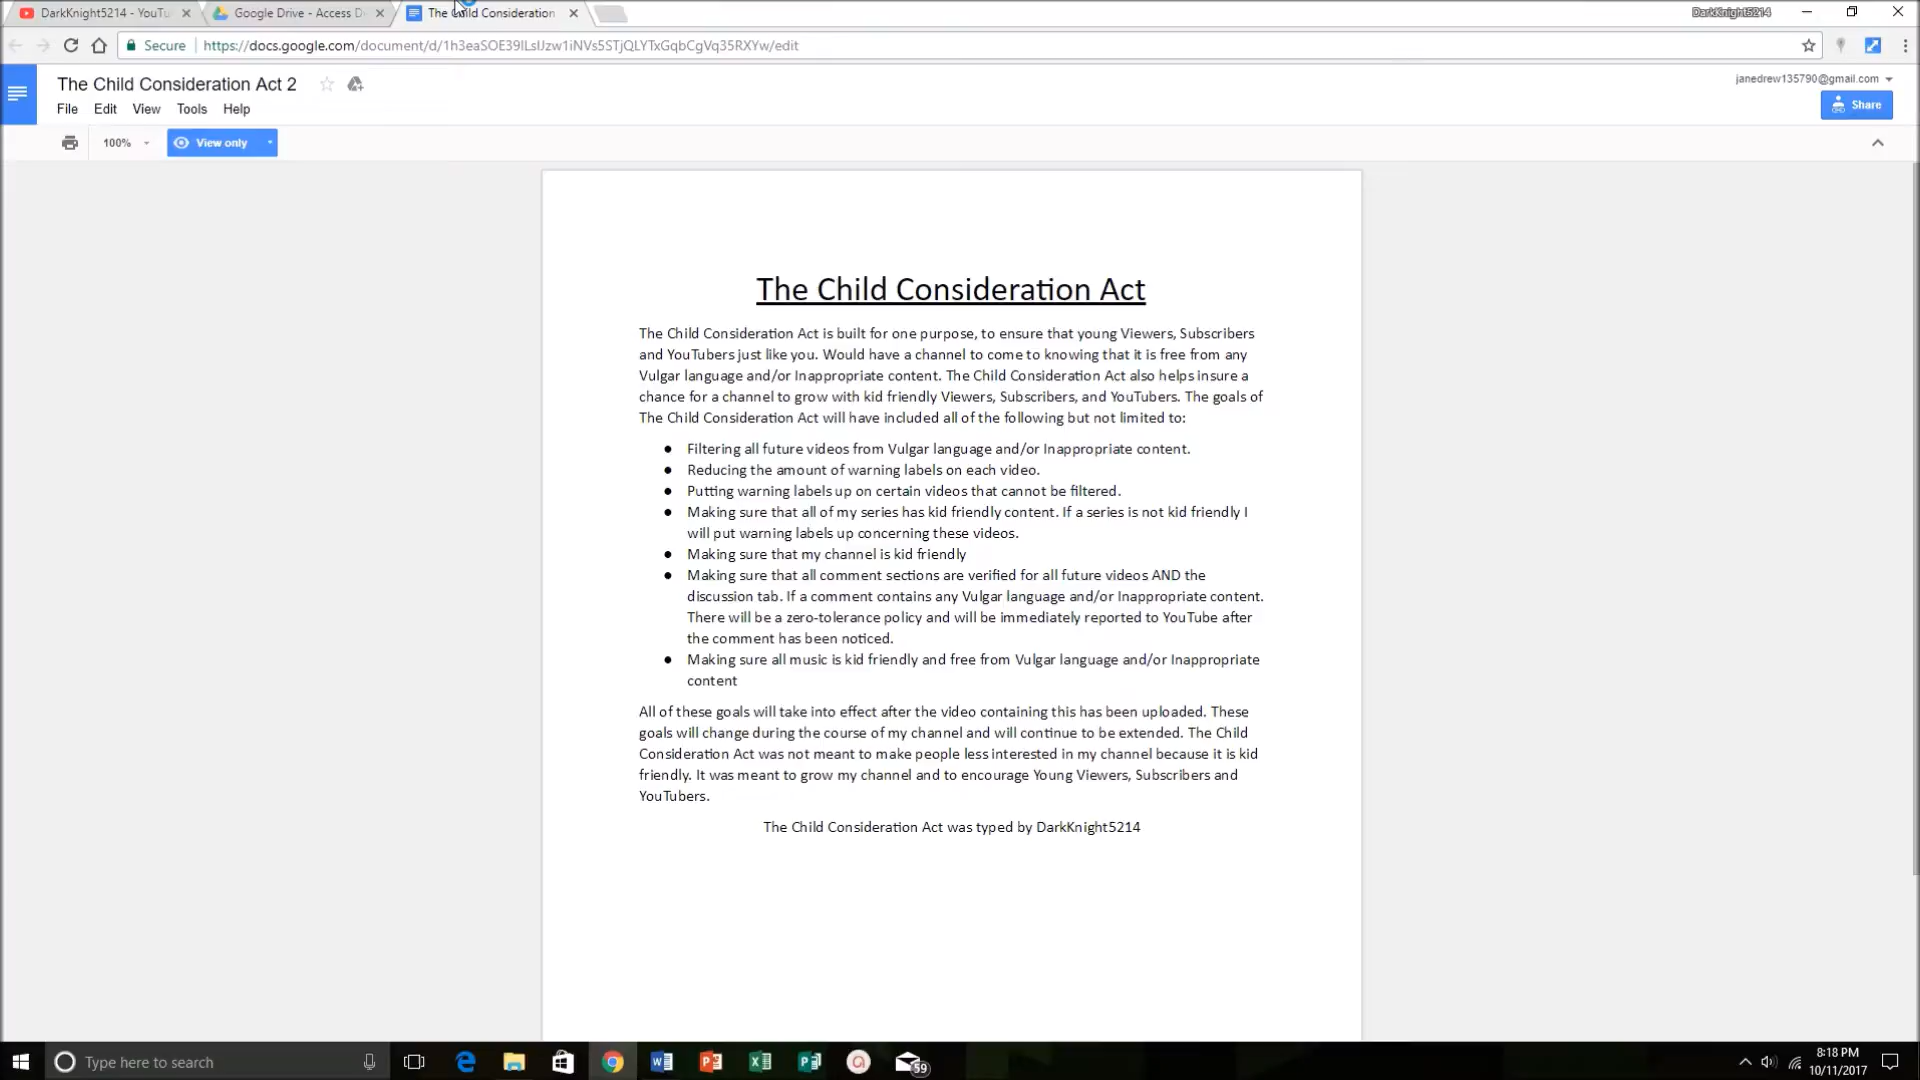 DarkKnight5214 - YouTu
Google Drive - Access D
The Child Consideration
DarkKnight5214
Secure
https://docs.google.com/document/d/1h3eaSOE39ILsUzw1iNVs5STjQLYTxGqbCgVq35RXYw/edit
The Child Consideration Act 2
janedrew135790@gmail.com
File Edit View Tools Help
Share
100%
View only
The Child Consideration Act
The Child Consideration Act is built for one purpose, to ensure that young Viewers, Subscribers
and YouTubers just like you. Would have a channel to come to knowing that it is free from any
Vulgar language and/or Inappropriate content. The Child Consideration Act also helps insure a
chance for a channel to grow with kid friendly Viewers, Subscribers, and YouTubers. The goals of
The Child Consideration Act will have included all of the following but not limited to:
● Filtering all future videos from Vulgar language and/or Inappropriate content.
● Reducing the amount of warning labels on each video.
● Putting warning labels up on certain videos that cannot be filtered.
● Making sure that all of my series has kid friendly content. If a series is not kid friendly I
will put warning labels up concerning these videos.
● Making sure that my channel is kid friendly
● Making sure that all comment sections are verified for all future videos AND the
discussion tab. If a comment contains any Vulgar language and/or Inappropriate content.
There will be a zero-tolerance policy and will be immediately reported to YouTube after
the comment has been noticed.
● Making sure all music is kid friendly and free from Vulgar language and/or Inappropriate
content
All of these goals will take into effect after the video containing this has been uploaded. These
goals will change during the course of my channel and will continue to be extended. The Child
Consideration Act was not meant to make people less interested in my channel because it is kid
friendly. It was meant to grow my channel and to encourage Young Viewers, Subscribers and
YouTubers.
The Child Consideration Act was typed by DarkKnight5214
Type here to search
59
8:18 PM
10/11/2017